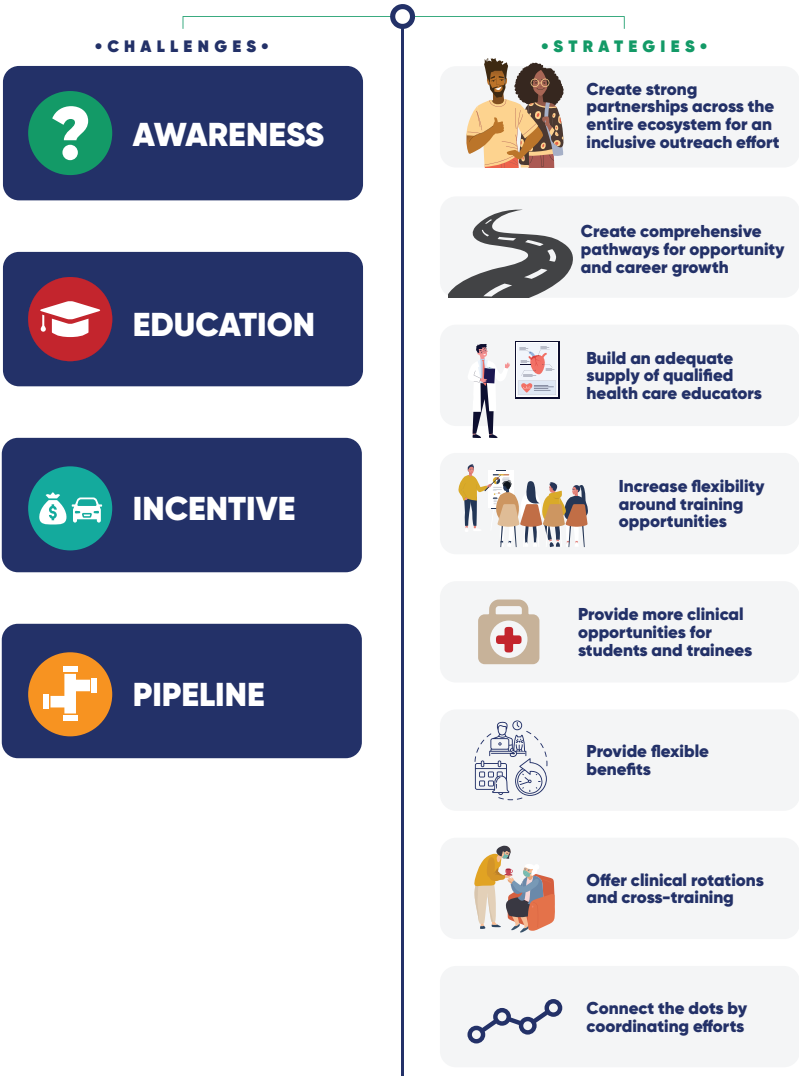 •CHALLENGES•
AWARENESS
EDUCATION
$
INCENTIVE
PIPELINE
•STRATEGIES•
Create strong
partnerships across the
entire ecosystem for an
inclusive outreach effort
Create comprehensive
pathways for opportunity
and career growth
Build an adequate
supply of qualified
health care educators
Increase flexibility
around training
opportunities
Provide more clinical
opportunities for
students and trainees
Provide flexible
benefits
Offer clinical rotations
and cross-training
Connect the dots by
coordinating efforts